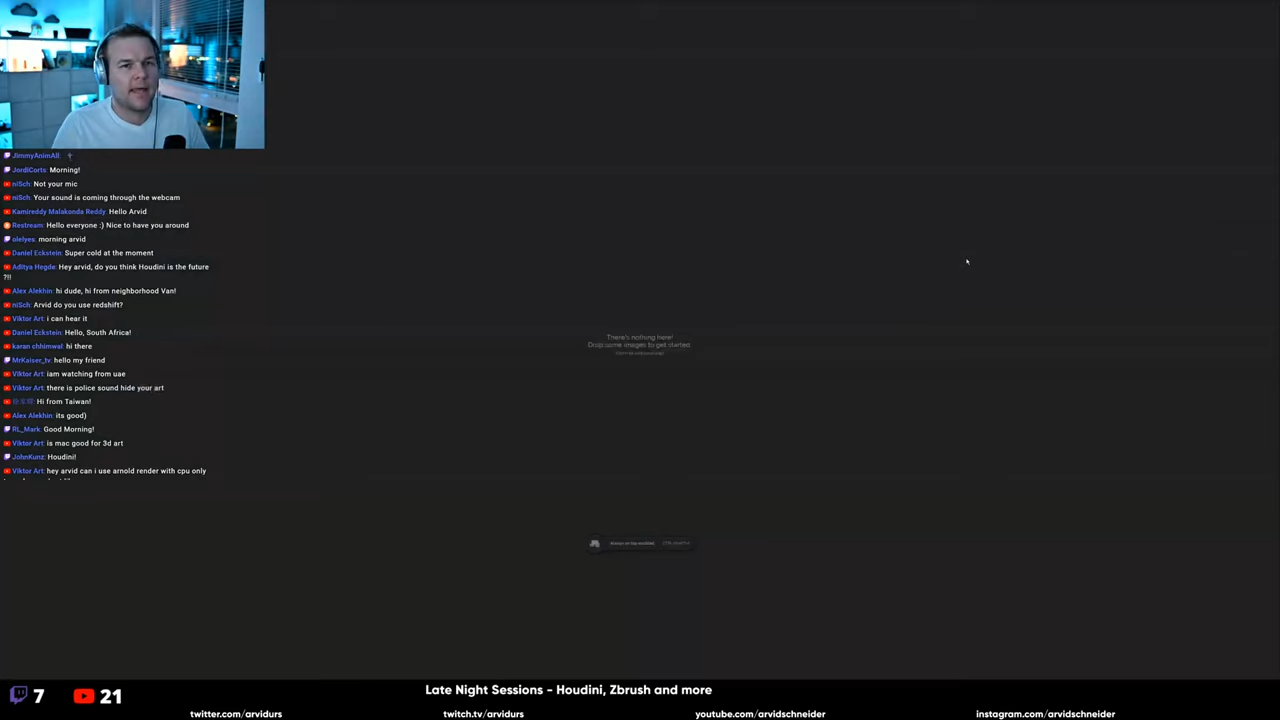 JimmyAnimAll:
JordiCorts: Morning!
niSch: Not your mic
niSch: Your sound is coming through the webcam
Kamireddy Malakonda Reddy: Hello Arvid
Restream: Hello everyone :) Nice to have you around
olelyes: morning arvid
Daniel Eckstein: Super cold at the moment
Aditya Hegde: Hey arvid, do you think Houdini is the future
?!!
Alex Alekhin: hi dude, hi from neighborhood Van!
niSch: Arvid do you use redshift?
Viktor Art: i can hear it
Daniel Eckstein: Hello, South Africa!
karan chhimwal: hi there
MrKaiser_tv: hello my friend
Viktor Art: iam watching from uae
Viktor Art: there is police sound hide your art
Hi from Taiwan!
Alex Alekhin: its good)
RL_Mark: Good Morning!
Viktor Art: is mac good for 3d art
JohnKunz: Houdini!
Viktor Art: hey arvid can i use arnold render with cpu only
There's nothing here!
Drop some images to get started
Always on top enabled
7
21
Late Night Sessions - Houdini, Zbrush and more
twitter.com/arvidurs
twitch.tv/arvidurs
youtube.com/arvidschneider
instagram.com/arvidschneider